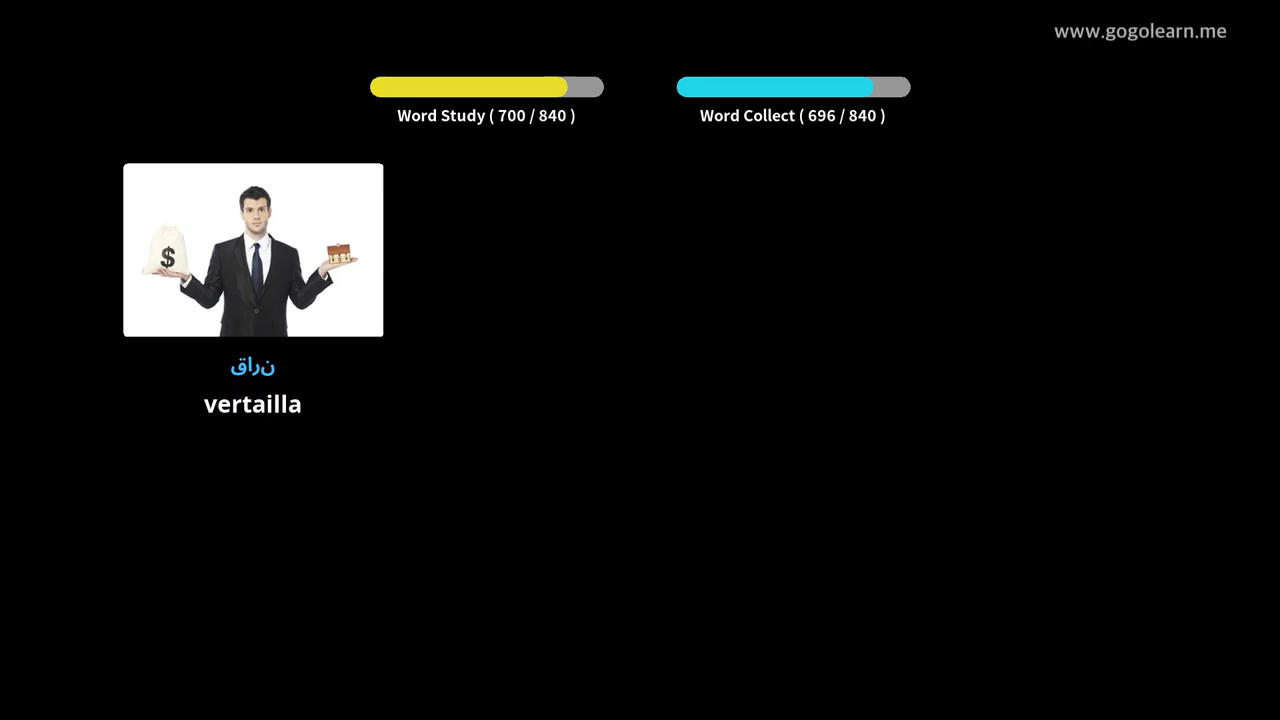 www.gogolearn.me
Word Study ( 700 / 840 )
Word Collect ( 696 / 840 )
$
قارن
vertailla